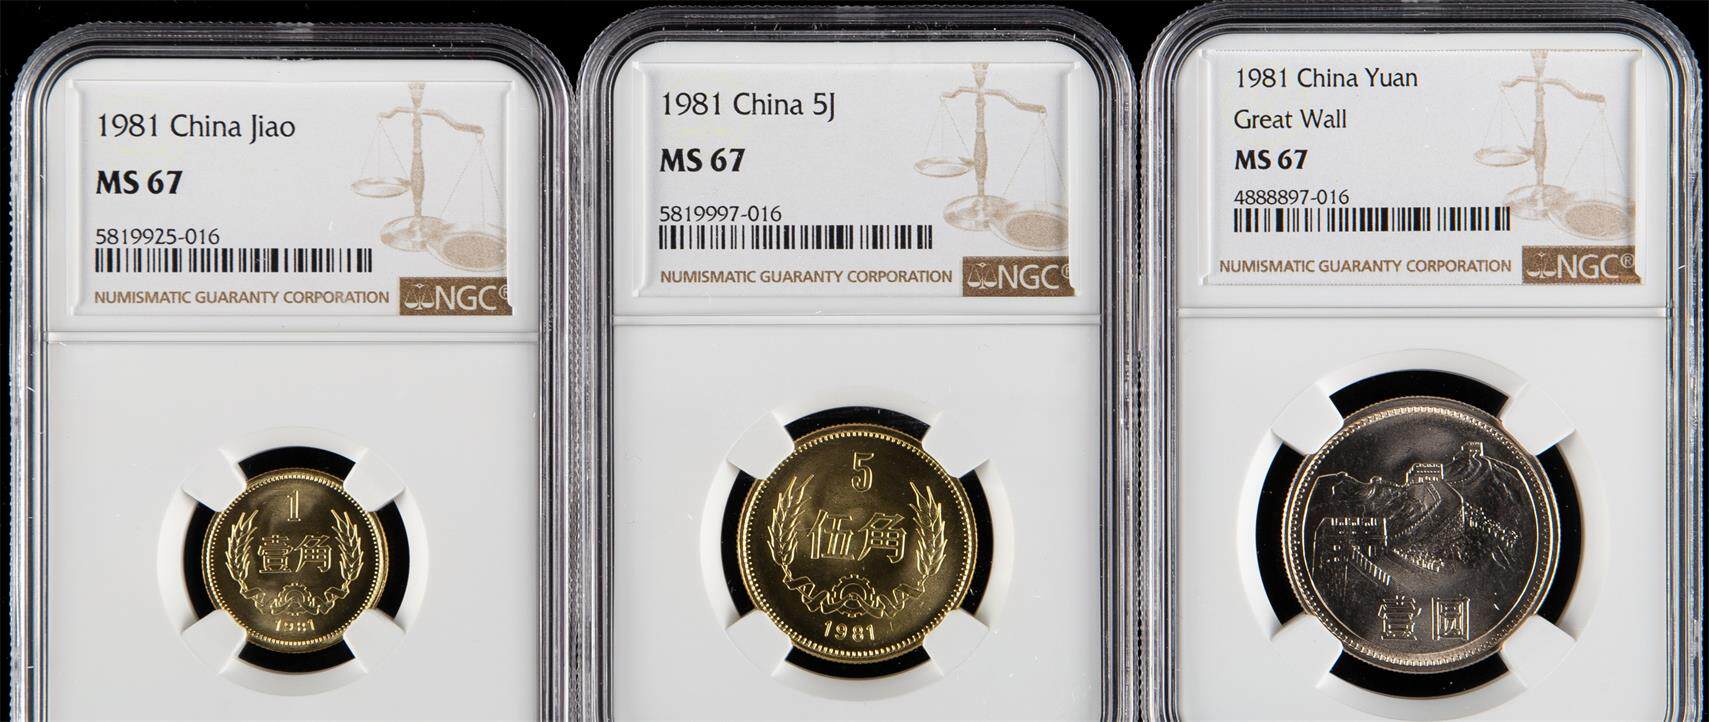 1981 China Jiao
MS 67
5819925-016
NUMISMATIC GUARANTY CORPORATION
NGC
1
壹角
1981
1981 China 5J
MS 67
5819997-016
NUMISMATIC GUARANTY CORPORATION
NGC®
5
伍角
1981
1981 China Yuan
Great Wall
MS 67
4888897-016
NUMISMATIC GUARANTY CORPORATION
NGC®
壹圆